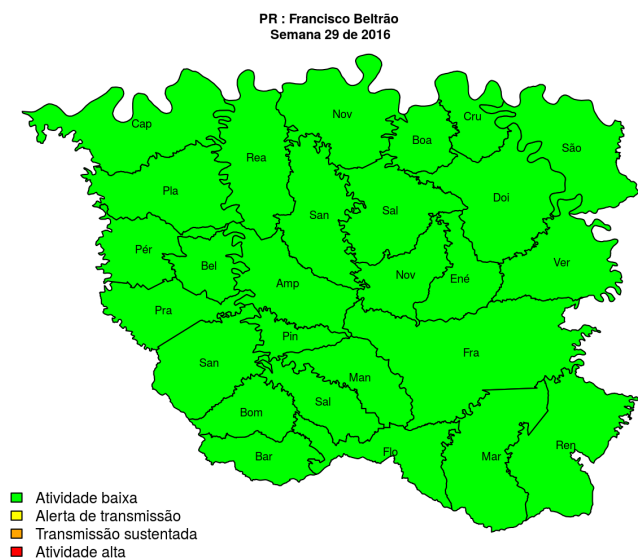 PR : Francisco Beltrão
Semana 29 de 2016
Cap
Nov
Cru
Boa
São
Rea
Pla
Doi
San
Sal
Pér
Bel
Ver
Nov
Ené
Amp
Pra
Pin
Fra
San
Man
Sal
Bom
Ren
Flo
Bar
Mar
Atividade baixa
Alerta de transmissão
Transmissão sustentada
Atividade alta